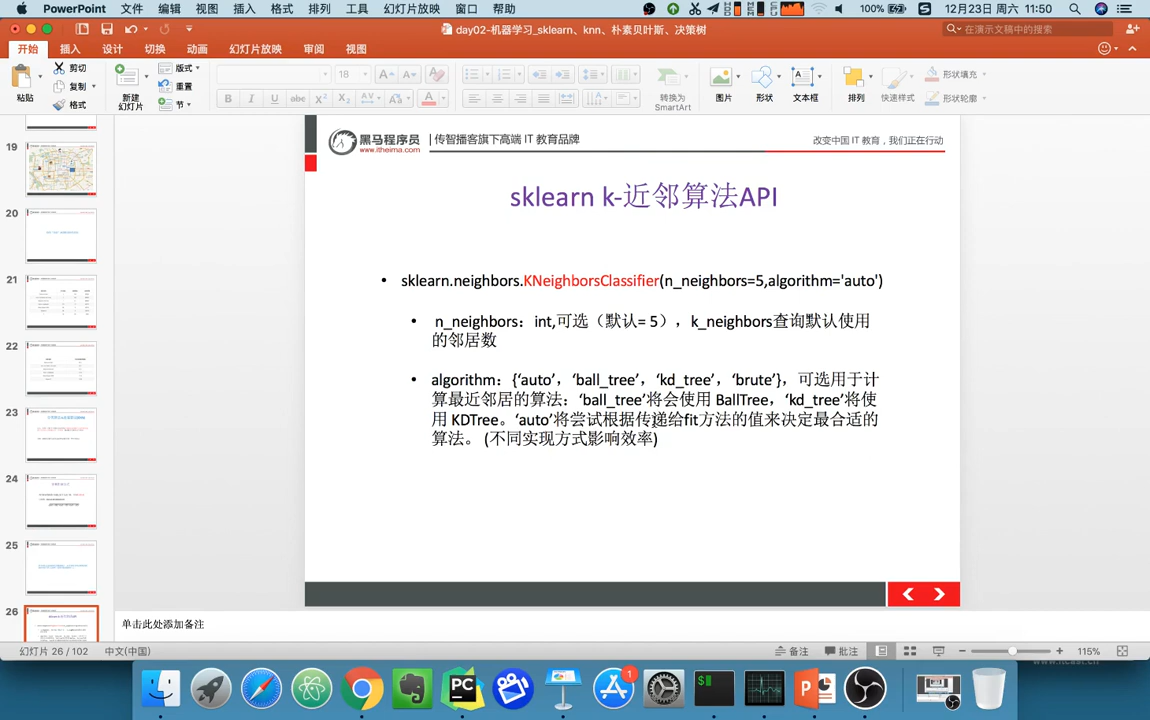 PowerPoint 文件 编辑 视图 插入 格式 排列 工具 幻灯片放映 窗口 帮助 100% 12月23日 周六 11:50
day02-机器学习_sklearn、knn、朴素贝叶斯、决策树
在演示文稿中的搜索
开始 插入 设计 切换 动画 幻灯片放映 审阅 视图
粘贴 剪切 复制 格式 新建幻灯片 版式 重置 节 18 转换为 SmartArt 图片 形状 文本框 排列 快速样式 形状填充 形状轮廓
黑马程序员 | 传智播客旗下高端 IT 教育品牌
www.itheima.com
改变中国 IT 教育，我们正在行动
sklearn k-近邻算法API
• sklearn.neighbors.KNeighborsClassifier(n_neighbors=5,algorithm='auto')
• n_neighbors：int,可选（默认= 5），k_neighbors查询默认使用
的邻居数
• algorithm：{‘auto’，‘ball_tree’，‘kd_tree’，‘brute’}，可选用于计
算最近邻居的算法：‘ball_tree’将会使用 BallTree，‘kd_tree’将使
用 KDTree。‘auto’将尝试根据传递给fit方法的值来决定最合适的
算法。 (不同实现方式影响效率)
19
20
21
22
23
24
25
26
单击此处添加备注
幻灯片 26 / 102 中文(中国) 备注 批注 115%
www.itcast.cn
PC
1
$
P